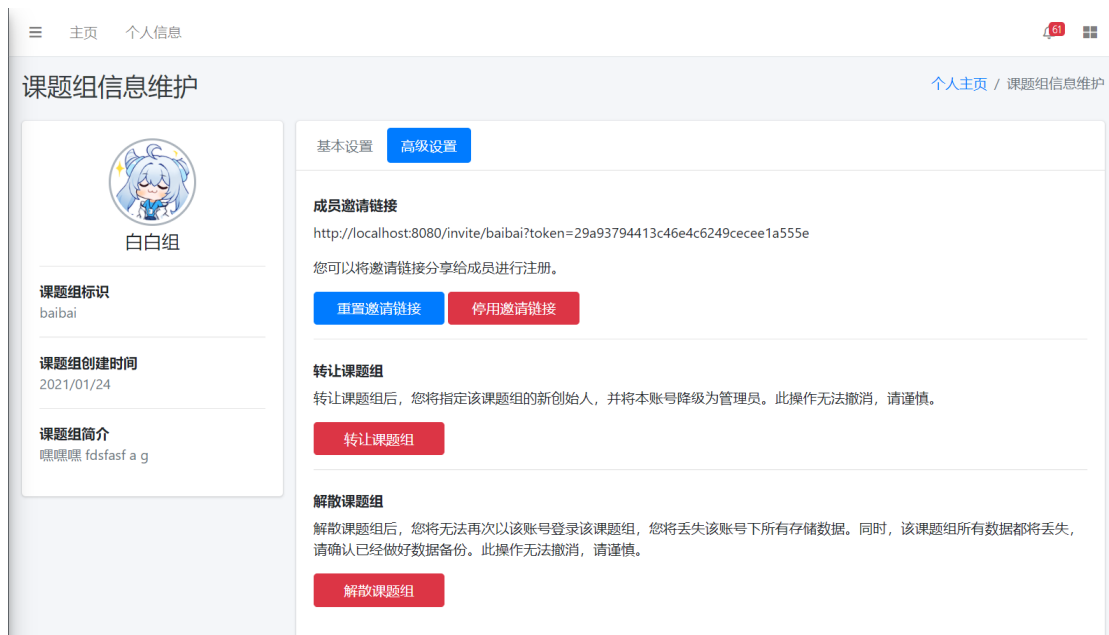 主页 个人信息 61
课题组信息维护 个人主页 / 课题组信息维护
白白组
课题组标识
baibai
课题组创建时间
2021/01/24
课题组简介
嘿嘿嘿 fdsfasf a g
基本设置 高级设置
成员邀请链接
http://localhost:8080/invite/baibai?token=29a93794413c46e4c6249cecee1a555e
您可以将邀请链接分享给成员进行注册。
重置邀请链接 停用邀请链接
转让课题组
转让课题组后，您将指定该课题组的新创始人，并将本账号降级为管理员。此操作无法撤消，请谨慎。
转让课题组
解散课题组
解散课题组后，您将无法再次以该账号登录该课题组，您将丢失该账号下所有存储数据。同时，该课题组所有数据都将丢失，
请确认已经做好数据备份。此操作无法撤消，请谨慎。
解散课题组